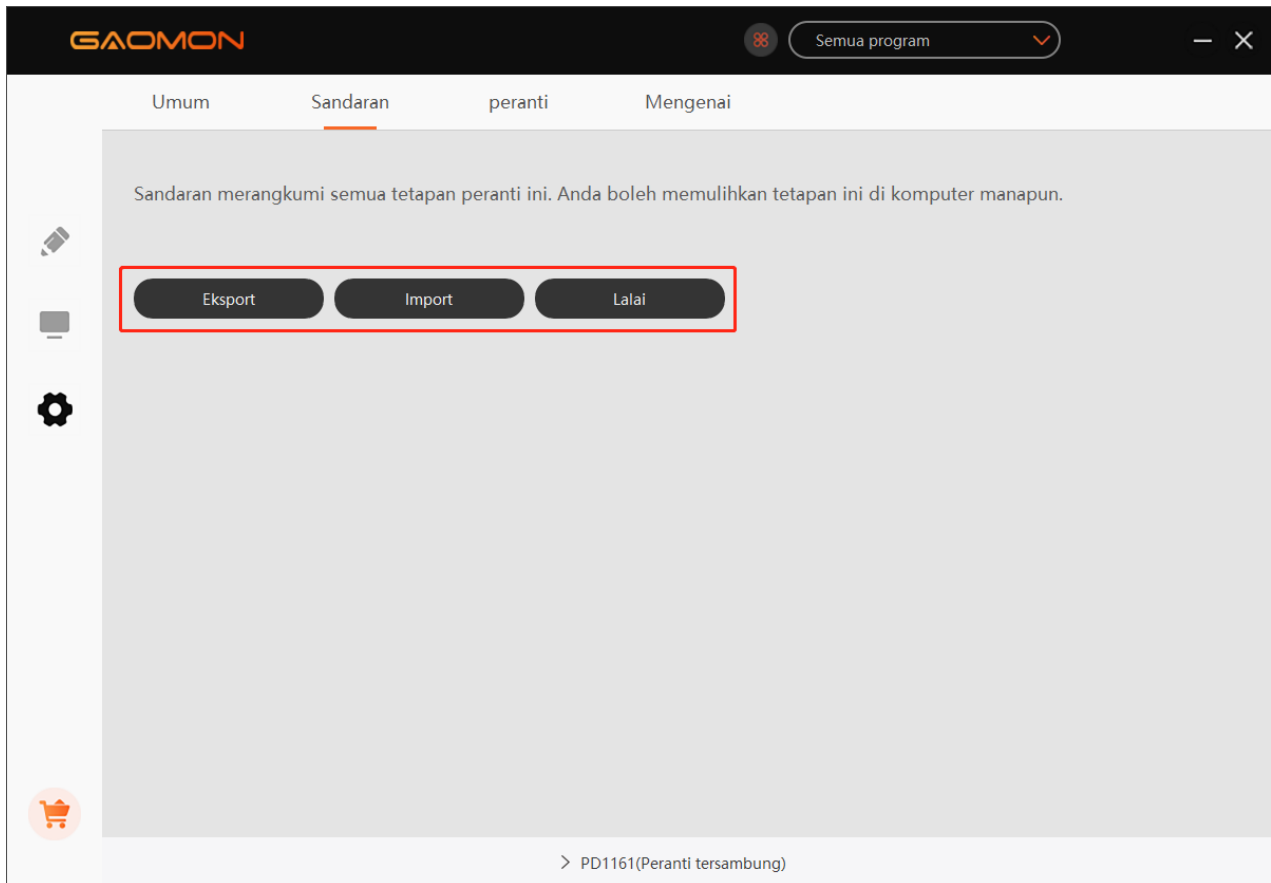 GAOMON
Semua program
Umum Sandaran peranti Mengenai
Sandaran merangkumi semua tetapan peranti ini. Anda boleh memulihkan tetapan ini di komputer manapun.
Eksport Import Lalai
PD1161(Peranti tersambung)